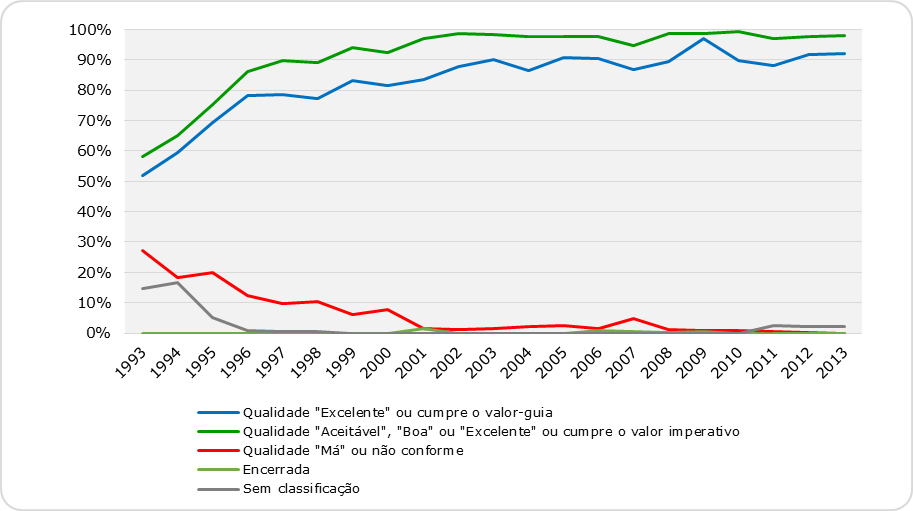 100%
90%
80%
70%
60%
50%
40%
30%
20%
10%
0%
1993 1994 1995 1996 1997 1998 1999 2000 2001 2002 2003 2004 2005 2006 2007 2008 2009 2010 2011 2012 2013
Qualidade "Excelente" ou cumpre o valor-guia
Qualidade "Aceitável", "Boa" ou "Excelente" ou cumpre o valor imperativo
Qualidade "Má" ou não conforme
Encerrada
Sem classificação